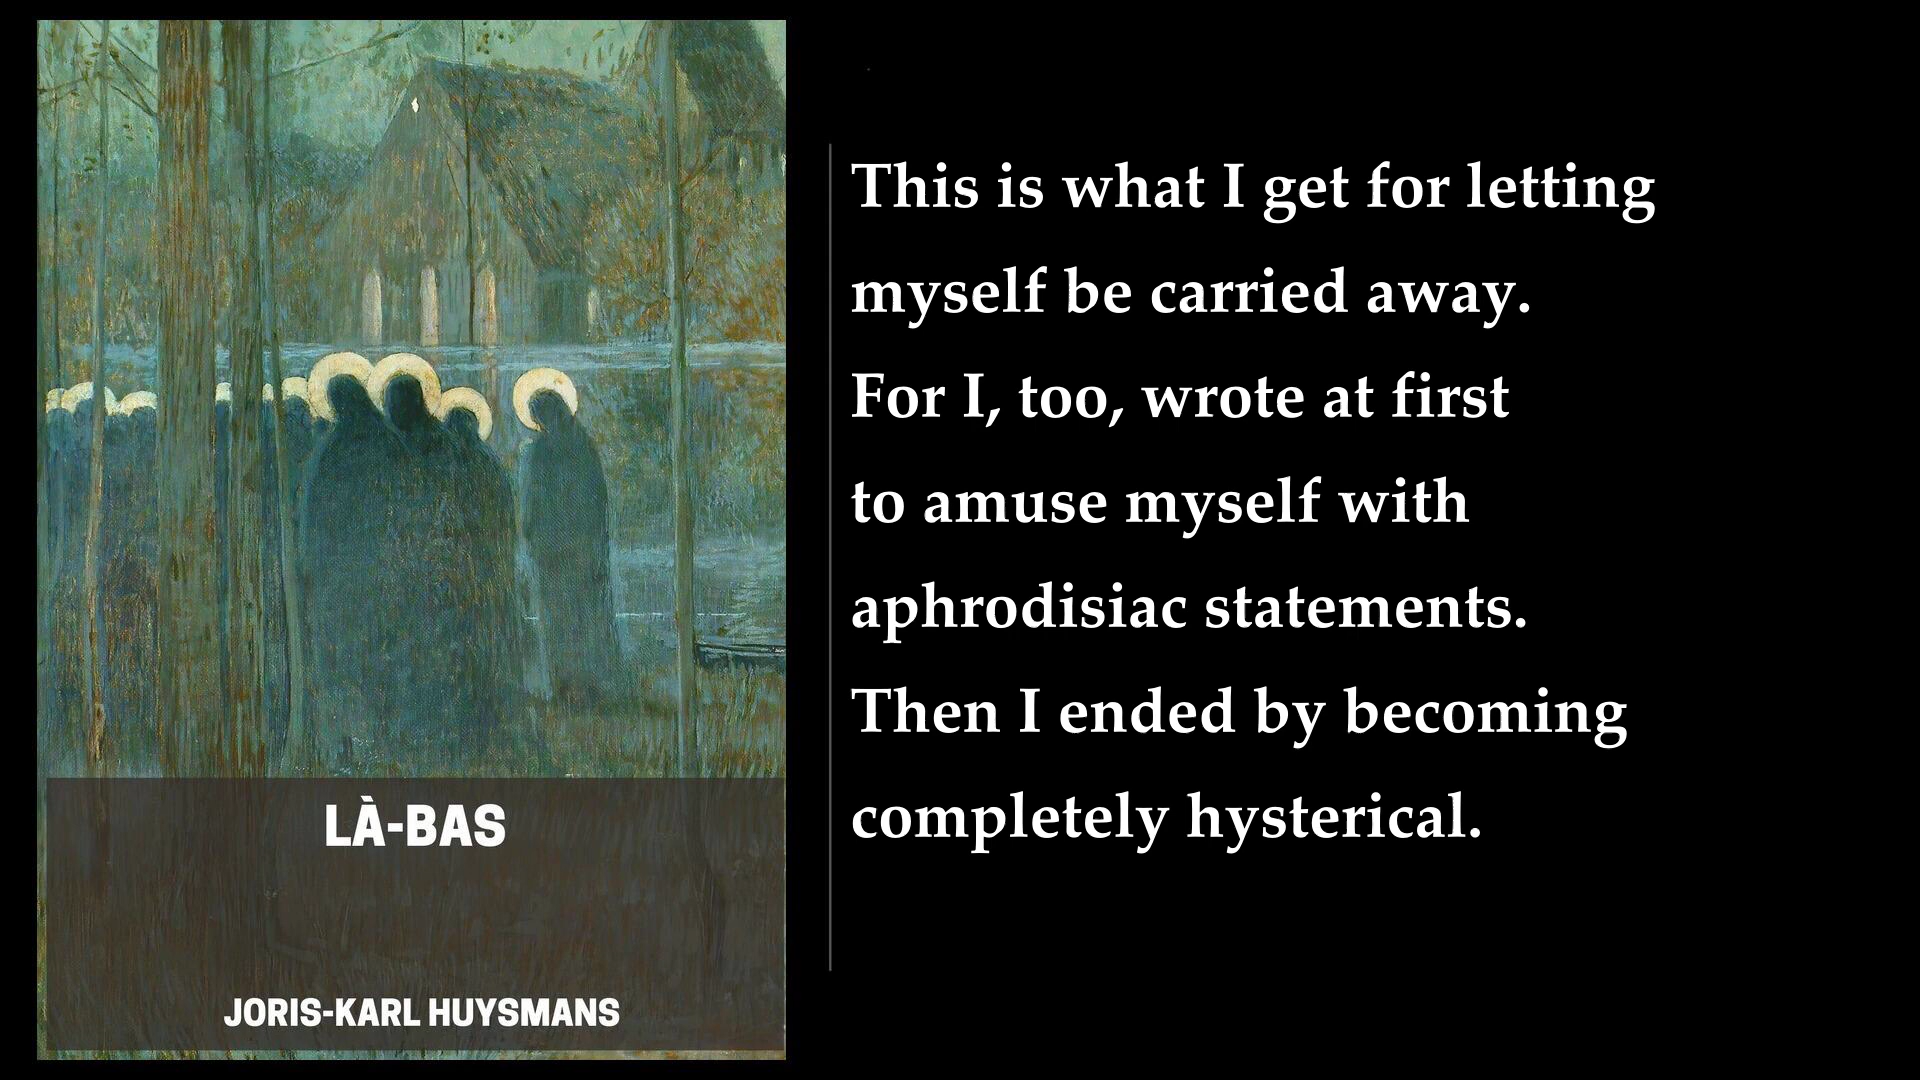 LÀ-BAS
JORIS-KARL HUYSMANS
This is what I get for letting
myself be carried away.
For I, too, wrote at first
to amuse myself with
aphrodisiac statements.
Then I ended by becoming
completely hysterical.